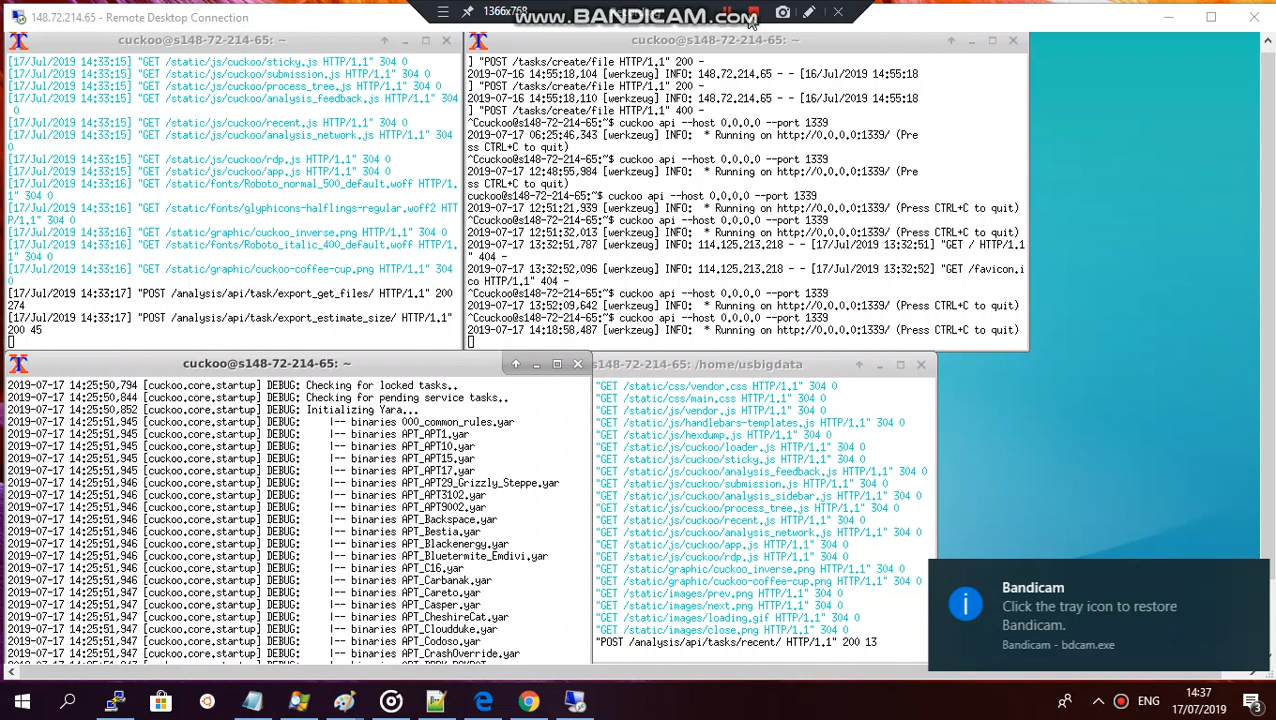 148.72.214.65 - Remote Desktop Connection
1366x768
www.BANDICAM.com
cuckoo@s148-72-214-65: ~
[17/Jul/2019 14:33:15] "GET /static/js/cuckoo/sticky.js HTTP/1.1" 304 0
[17/Jul/2019 14:33:15] "GET /static/js/cuckoo/submission.js HTTP/1.1" 304 0
[17/Jul/2019 14:33:15] "GET /static/js/cuckoo/process_tree.js HTTP/1.1" 304 0
[17/Jul/2019 14:33:15] "GET /static/js/cuckoo/analysis_feedback.js HTTP/1.1" 304
0
[17/Jul/2019 14:33:15] "GET /static/js/cuckoo/recent.js HTTP/1.1" 304 0
[17/Jul/2019 14:33:15] "GET /static/js/cuckoo/analysis_network.js HTTP/1.1" 304
0
[17/Jul/2019 14:33:15] "GET /static/js/cuckoo/rdp.js HTTP/1.1" 304 0
[17/Jul/2019 14:33:15] "GET /static/js/cuckoo/app.js HTTP/1.1" 304 0
[17/Jul/2019 14:33:16] "GET /static/fonts/Roboto_normal_500_default.woff HTTP/1.
1" 304 0
[17/Jul/2019 14:33:16] "GET /static/fonts/glyphicons-halflings-regular.woff2 HTT
P/1.1" 304 0
[17/Jul/2019 14:33:16] "GET /static/graphic/cuckoo_inverse.png HTTP/1.1" 304 0
[17/Jul/2019 14:33:16] "GET /static/fonts/Roboto_italic_400_default.woff HTTP/1.
1" 304 0
[17/Jul/2019 14:33:16] "GET /static/graphic/cuckoo-coffee-cup.png HTTP/1.1" 304
0
[17/Jul/2019 14:33:17] "POST /analysis/api/task/export_get_files/ HTTP/1.1" 200
274
[17/Jul/2019 14:33:17] "POST /analysis/api/task/export_estimate_size/ HTTP/1.1"
200 45
cuckoo@s148-72-214-65: ~
] "POST /tasks/create/file HTTP/1.1" 200 -
2019-07-16 14:55:18,104 [werkzeug] INFO: 148.72.214.65 - - [16/Jul/2019 14:55:18
] "POST /tasks/create/file HTTP/1.1" 200 -
2019-07-16 14:55:18,110 [werkzeug] INFO: 148.72.214.65 - - [16/Jul/2019 14:55:18
] "POST /tasks/create/file HTTP/1.1" 400 -
^Ccuckoo@s148-72-214-65:~$ cuckoo api --host 0.0.0.0 --port 1339
2019-07-17 06:25:46,343 [werkzeug] INFO:  * Running on http://0.0.0.0:1339/ (Pre
ss CTRL+C to quit)
^Ccuckoo@s148-72-214-65:~$ cuckoo api --host 0.0.0.0 --port 1339
2019-07-17 12:48:55,984 [werkzeug] INFO:  * Running on http://0.0.0.0:1339/ (Pre
ss CTRL+C to quit)
cuckoo@s148-72-214-65:~$ cuckoo api --host 0.0.0.0 --port 1339
2019-07-17 12:51:21,939 [werkzeug] INFO:  * Running on http://0.0.0.0:1339/ (Press CTRL+C to quit)
^Ccuckoo@s148-72-214-65:~$ cuckoo api --host 0.0.0.0 --port 1339
2019-07-17 12:51:32,013 [werkzeug] INFO:  * Running on http://0.0.0.0:1339/ (Press CTRL+C to quit)
2019-07-17 13:32:51,787 [werkzeug] INFO: 114.125.213.218 - - [17/Jul/2019 13:32:51] "GET / HTTP/1.1
" 404 -
2019-07-17 13:32:52,096 [werkzeug] INFO: 114.125.213.218 - - [17/Jul/2019 13:32:52] "GET /favicon.i
co HTTP/1.1" 404 -
^Ccuckoo@s148-72-214-65:~$ cuckoo api --host 0.0.0.0 --port 1339
2019-07-17 13:52:09,642 [werkzeug] INFO:  * Running on http://0.0.0.0:1339/ (Press CTRL+C to quit)
^Ccuckoo@s148-72-214-65:~$ cuckoo api --host 0.0.0.0 --port 1339
2019-07-17 14:18:58,487 [werkzeug] INFO:  * Running on http://0.0.0.0:1339/ (Press CTRL+C to quit)
cuckoo@s148-72-214-65: ~
2019-07-17 14:25:50,794 [cuckoo.core.startup] DEBUG: Checking for locked tasks..
2019-07-17 14:25:50,844 [cuckoo.core.startup] DEBUG: Checking for pending service tasks..
2019-07-17 14:25:50,852 [cuckoo.core.startup] DEBUG: Initializing Yara...
2019-07-17 14:25:51,945 [cuckoo.core.startup] DEBUG:     |-- binaries 000_common_rules.yar
2019-07-17 14:25:51,945 [cuckoo.core.startup] DEBUG:     |-- binaries APT_APT1.yar
2019-07-17 14:25:51,945 [cuckoo.core.startup] DEBUG:     |-- binaries APT_APT10.yar
2019-07-17 14:25:51,945 [cuckoo.core.startup] DEBUG:     |-- binaries APT_APT15.yar
2019-07-17 14:25:51,945 [cuckoo.core.startup] DEBUG:     |-- binaries APT_APT17.yar
2019-07-17 14:25:51,945 [cuckoo.core.startup] DEBUG:     |-- binaries APT_APT29_Grizzly_Steppe.yar
2019-07-17 14:25:51,946 [cuckoo.core.startup] DEBUG:     |-- binaries APT_APT3102.yar
2019-07-17 14:25:51,946 [cuckoo.core.startup] DEBUG:     |-- binaries APT_APT9002.yar
2019-07-17 14:25:51,946 [cuckoo.core.startup] DEBUG:     |-- binaries APT_Backspace.yar
2019-07-17 14:25:51,946 [cuckoo.core.startup] DEBUG:     |-- binaries APT_Bestia.yar
2019-07-17 14:25:51,946 [cuckoo.core.startup] DEBUG:     |-- binaries APT_Blackenergy.yar
2019-07-17 14:25:51,946 [cuckoo.core.startup] DEBUG:     |-- binaries APT_Bluetermite_Emdivi.yar
2019-07-17 14:25:51,946 [cuckoo.core.startup] DEBUG:     |-- binaries APT_C16.yar
2019-07-17 14:25:51,946 [cuckoo.core.startup] DEBUG:     |-- binaries APT_Carbanak.yar
2019-07-17 14:25:51,947 [cuckoo.core.startup] DEBUG:     |-- binaries APT_Careto.yar
2019-07-17 14:25:51,947 [cuckoo.core.startup] DEBUG:     |-- binaries APT_Casper.yar
2019-07-17 14:25:51,947 [cuckoo.core.startup] DEBUG:     |-- binaries APT_CheshireCat.yar
2019-07-17 14:25:51,947 [cuckoo.core.startup] DEBUG:     |-- binaries APT_Cloudduke.yar
2019-07-17 14:25:51,947 [cuckoo.core.startup] DEBUG:     |-- binaries APT_Codoso.yar
2019-07-17 14:25:51,947 [cuckoo.core.startup] DEBUG:     |-- binaries APT_CrashOverride.yar
s148-72-214-65: /home/usbigdata
"GET /static/css/vendor.css HTTP/1.1" 304 0
"GET /static/css/main.css HTTP/1.1" 304 0
"GET /static/js/vendor.js HTTP/1.1" 304 0
"GET /static/js/handlebars-templates.js HTTP/1.1" 304 0
"GET /static/js/hexdump.js HTTP/1.1" 304 0
"GET /static/js/cuckoo/loader.js HTTP/1.1" 304 0
"GET /static/js/cuckoo/sticky.js HTTP/1.1" 304 0
"GET /static/js/cuckoo/analysis_feedback.js HTTP/1.1" 304 0
"GET /static/js/cuckoo/submission.js HTTP/1.1" 304 0
"GET /static/js/cuckoo/analysis_sidebar.js HTTP/1.1" 304 0
"GET /static/js/cuckoo/process_tree.js HTTP/1.1" 304 0
"GET /static/js/cuckoo/recent.js HTTP/1.1" 304 0
"GET /static/js/cuckoo/analysis_network.js HTTP/1.1" 304 0
"GET /static/js/cuckoo/app.js HTTP/1.1" 304 0
"GET /static/js/cuckoo/rdp.js HTTP/1.1" 304 0
"GET /static/graphic/cuckoo_inverse.png HTTP/1.1" 304 0
"GET /static/graphic/cuckoo-coffee-cup.png HTTP/1.1" 304 0
"GET /static/images/prev.png HTTP/1.1" 304 0
"GET /static/images/next.png HTTP/1.1" 304 0
"GET /static/images/loading.gif HTTP/1.1" 304 0
"GET /static/images/close.png HTTP/1.1" 304 0
"POST /analysis/api/tasks/recent/ HTTP/1.1" 200 13
Bandicam
Click the tray icon to restore
Bandicam.
Bandicam - bdcam.exe
ENG
14:37
17/07/2019
3